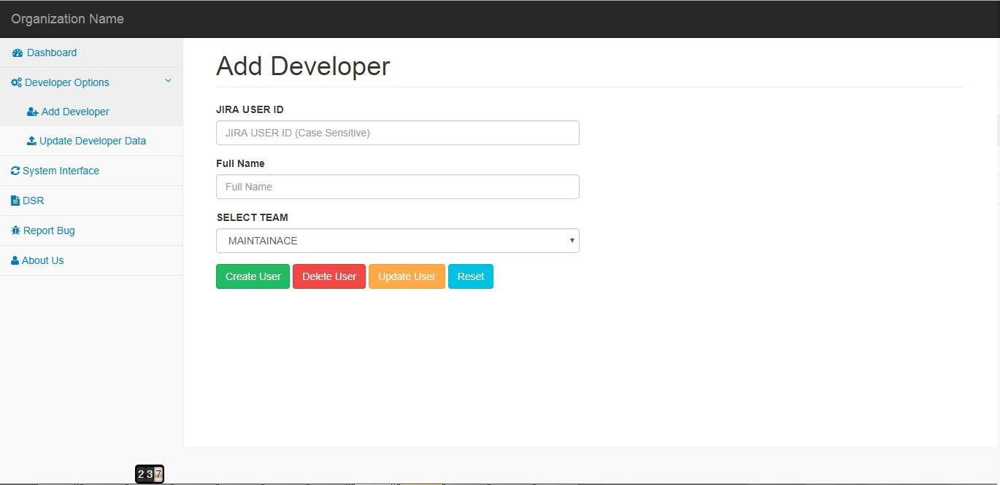 Organization Name
Dashboard
Developer Options
Add Developer
Update Developer Data
System Interface
DSR
Report Bug
About Us
Add Developer
JIRA USER ID
JIRA USER ID (Case Sensitive)
Full Name
Full Name
SELECT TEAM
MAINTAINACE
Create User Delete User Update User Reset
237